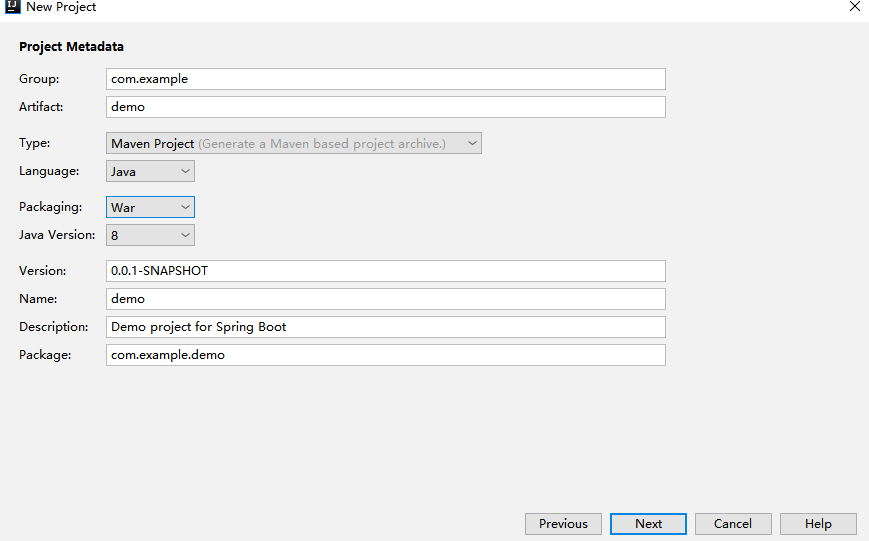 IJ New Project
Project Metadata
Group: com.example
Artifact: demo
Type: Maven Project (Generate a Maven based project archive.)
Language: Java
Packaging: War
Java Version: 8
Version: 0.0.1-SNAPSHOT
Name: demo
Description: Demo project for Spring Boot
Package: com.example.demo
Previous Next Cancel Help